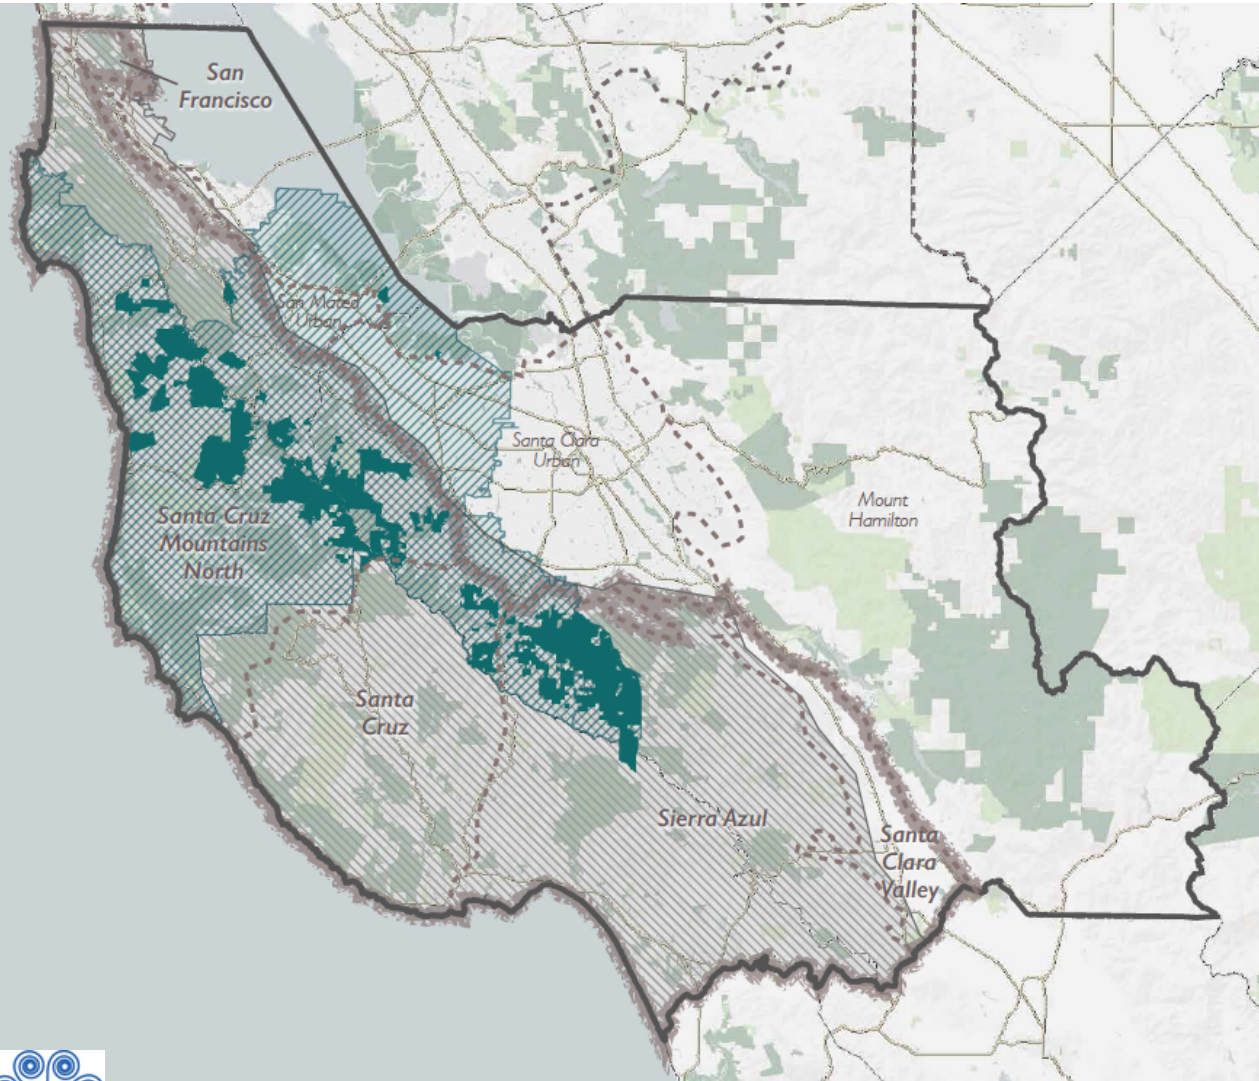 San
Francisco
San Mateo
Urban
Santa Clara
Urban
Mount
Hamilton
Santa Cruz
Mountains
North
Santa
Cruz
Sierra Azul
Santa
Clara
Valley